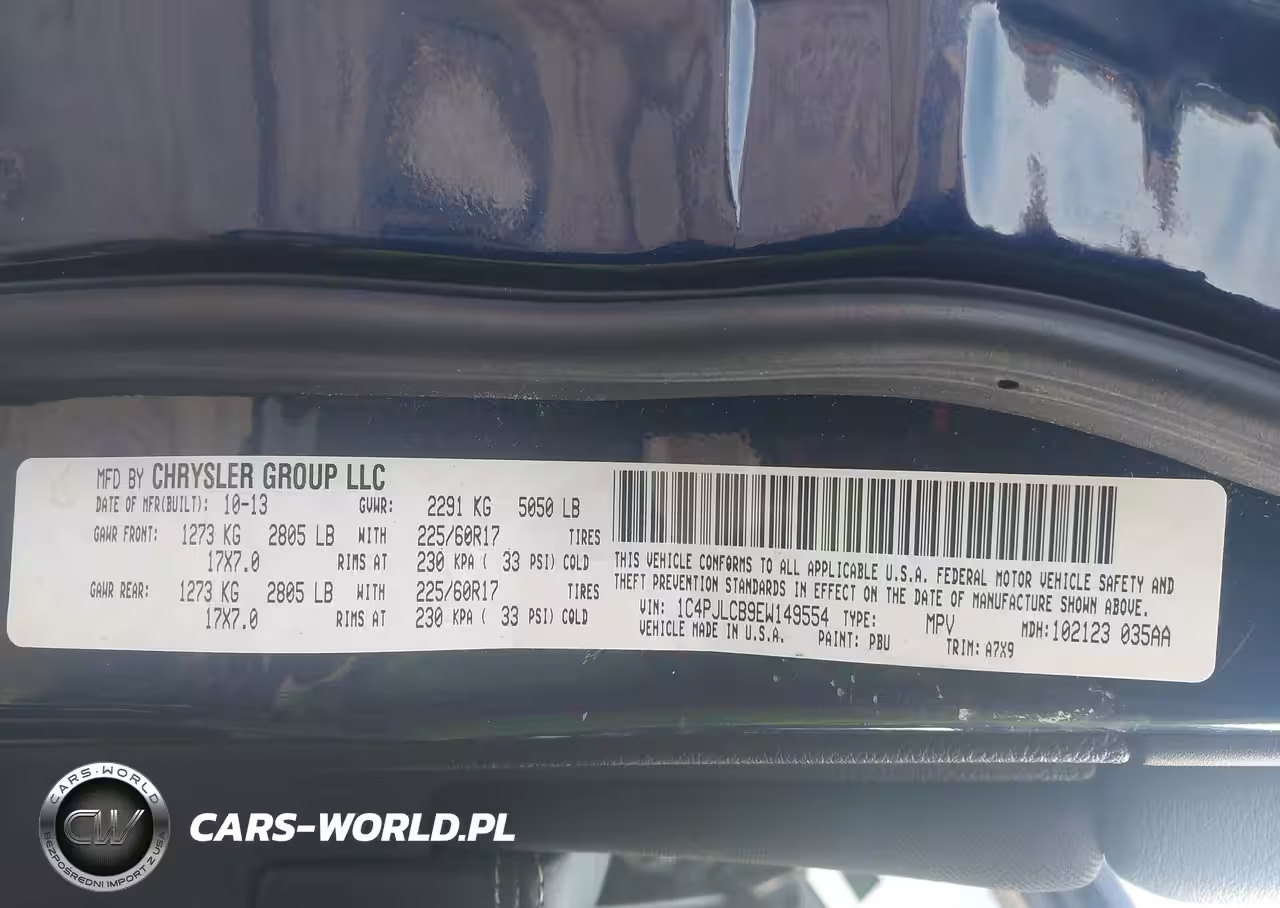 MFD BY CHRYSLER GROUP LLC
DATE OF MFR(BUILT): 10-13 GVWR: 2291 KG 5050 LB
GAWR FRONT: 1273 KG 2805 LB WITH 225/60R17 TIRES
17X7.0 RIMS AT 230 KPA ( 33 PSI) COLD
GAWR REAR: 1273 KG 2805 LB WITH 225/60R17 TIRES
17X7.0 RIMS AT 230 KPA ( 33 PSI) COLD
THIS VEHICLE CONFORMS TO ALL APPLICABLE U.S.A. FEDERAL MOTOR VEHICLE SAFETY AND
THEFT PREVENTION STANDARDS IN EFFECT ON THE DATE OF MANUFACTURE SHOWN ABOVE.
VIN: 1C4PJLCB9EW149554 TYPE: MPV MDH:102123 035AA
VEHICLE MADE IN U.S.A. PAINT: PBU TRIM: A7X9
CARS-WORLD
CW
BEZPOŚREDNI IMPORT Z USA
CARS-WORLD.PL